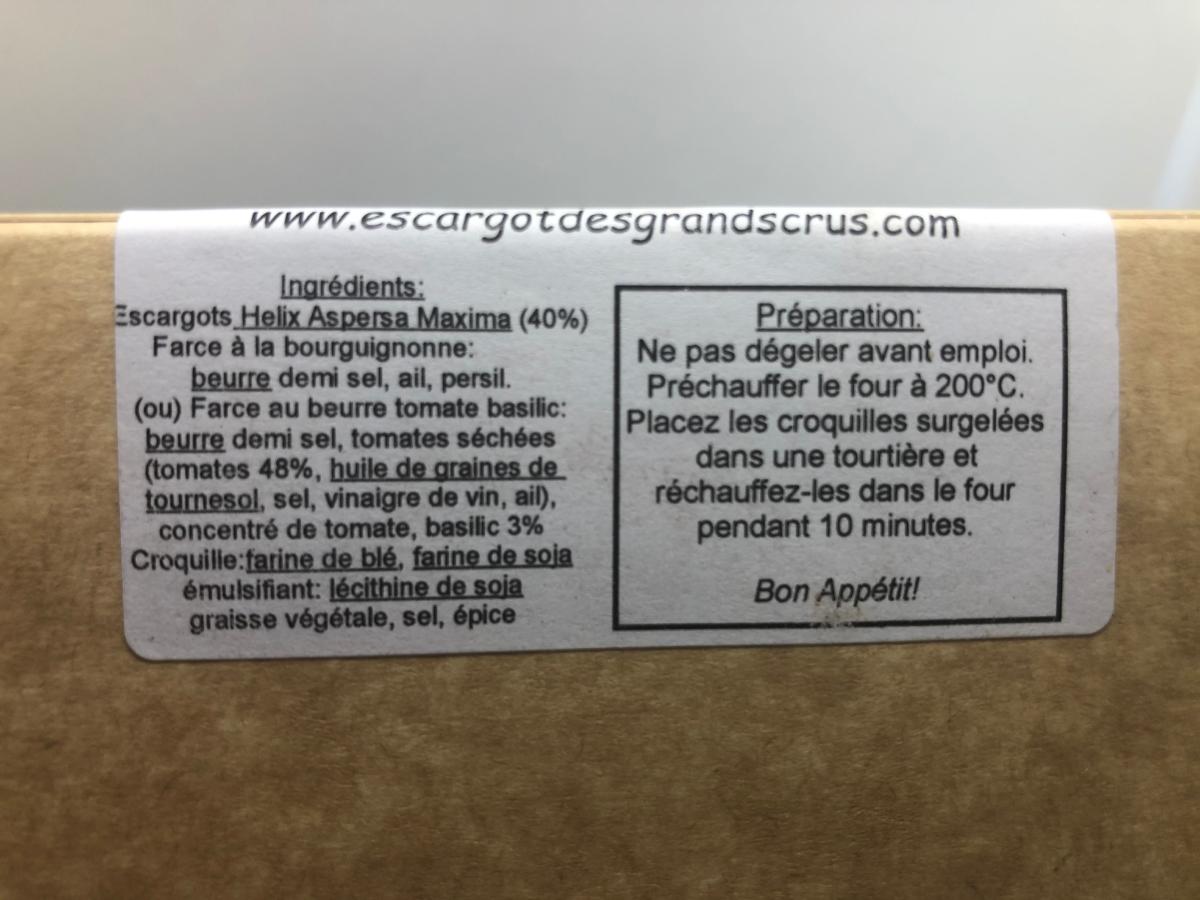 www.escargotdesgrandscrus.com
Ingrédients:
Escargots Helix Aspersa Maxima (40%)
Farce à la bourguignonne:
beurre demi sel, ail, persil.
(ou) Farce au beurre tomate basilic:
beurre demi sel, tomates séchées
(tomates 48%, huile de graines de
tournesol, sel, vinaigre de vin, ail),
concentré de tomate, basilic 3%
Croquille:farine de blé, farine de soja
émulsifiant: lécithine de soja
graisse végétale, sel, épice
Préparation:
Ne pas dégeler avant emploi.
Préchauffer le four à 200°C.
Placez les croquilles surgelées
dans une tourtière et
réchauffez-les dans le four
pendant 10 minutes.
Bon Appétit!